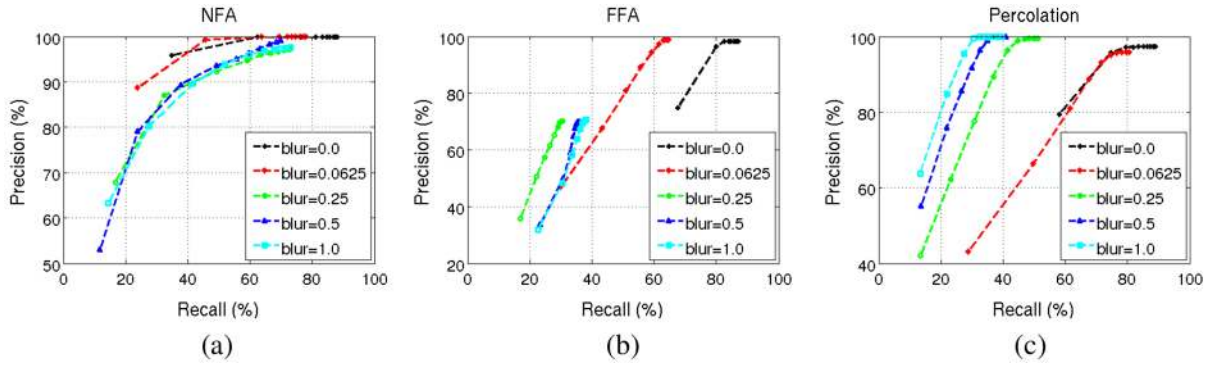 NFA
100
90
80
70
60
50
Precision (%)
blur=0.0
blur=0.0625
blur=0.25
blur=0.5
blur=1.0
0 20 40 60 80 100
Recall (%)
(a)
FFA
100
80
60
40
20
Precision (%)
blur=0.0
blur=0.0625
blur=0.25
blur=0.5
blur=1.0
0 20 40 60 80 100
Recall (%)
(b)
Percolation
100
80
60
40
Precision (%)
blur=0.0
blur=0.0625
blur=0.25
blur=0.5
blur=1.0
0 20 40 60 80 100
Recall (%)
(c)